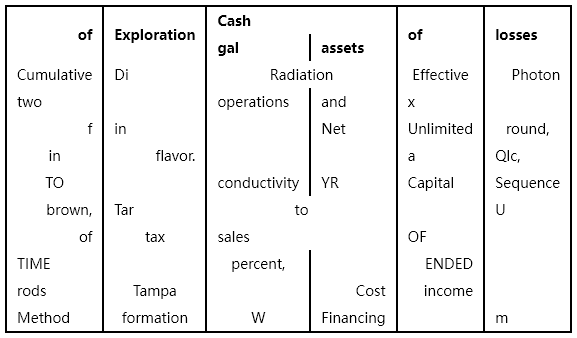 of Exploration Cash of losses
gal assets
Cumulative Di Radiation Effective Photon
two operations and x
f in Net Unlimited round,
in flavor. a Qlc,
TO conductivity YR Capital Sequence
brown, Tar to U
of tax sales OF
TIME percent, ENDED
rods Tampa Cost income
Method formation W Financing m